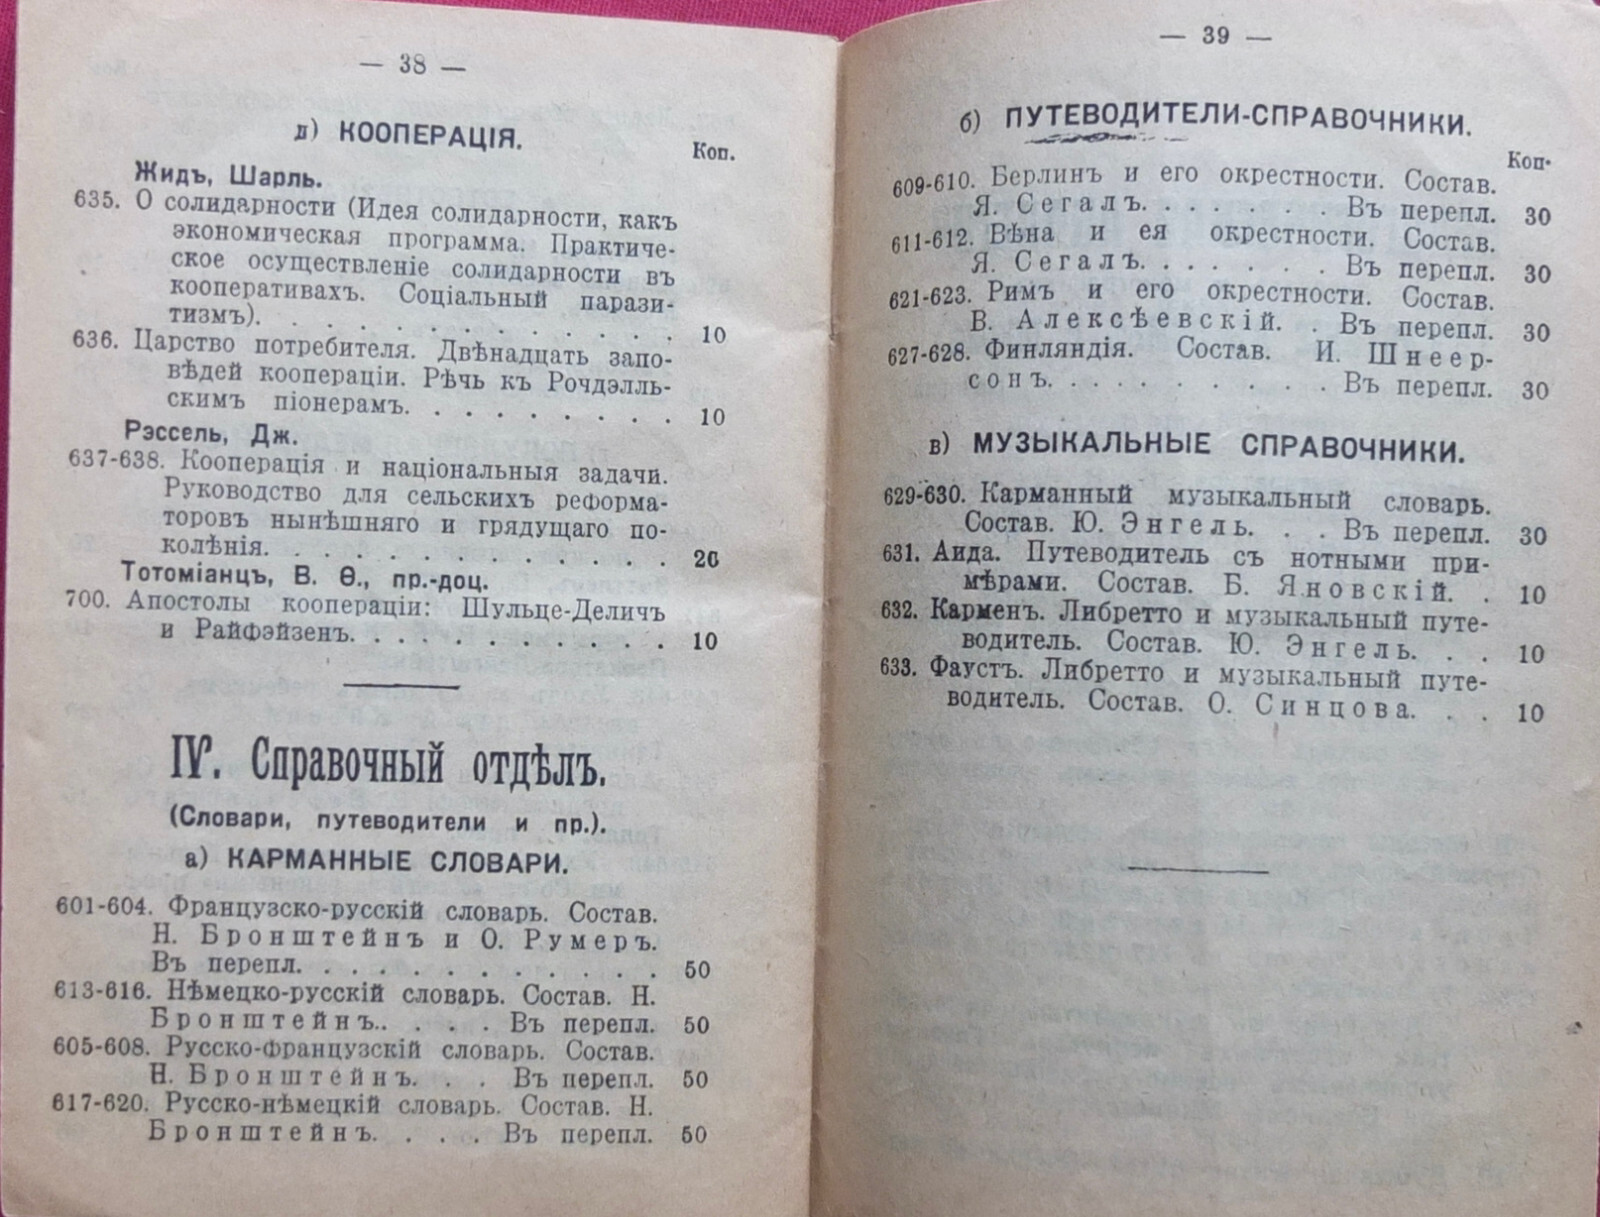 — 38 —
д) КООПЕРАЦІЯ.
Коп.
Жидъ, Шарль.
635. О солидарности (Идея солидарности, какъ
экономическая программа. Практиче-
ское осуществленіе солидарности въ
кооперативахъ. Соціальный парази-
тизмъ). . . . . . . . . . . . . 10
636. Царство потребителя. Двѣнадцать запо-
вѣдей коопераціи. Рѣчь къ Рочдэлль-
скимъ піонерамъ. . . . . . . . . 10
Рэссель, Дж.
637-638. Кооперація и національныя задачи.
Руководство для сельскихъ реформа-
торовъ нынѣшняго и грядущаго по-
колѣнія. . . . . . . . . . . . . 20
Тотоміанцъ, В. Ѳ., пр.-доц.
700. Апостолы коопераціи: Шульце-Деличъ
и Райфэйзенъ. . . . . . . . . . 10
IV. Справочный отдѣлъ.
(Словари, путеводители и пр.).
а) КАРМАННЫЕ СЛОВАРИ.
601-604. Французско-русскій словарь. Состав.
Н. Бронштейнъ и О. Румеръ.
Въ перепл. . . . . . . . . . . . 50
613-616. Нѣмецко-русскій словарь. Состав. Н.
Бронштейнъ.. . . . Въ перепл. 50
605-608. Русско-Французскій словарь. Состав.
Н. Бронштейнъ. . . Въ перепл. 50
617-620. Русско-нѣмецкій словарь. Состав. Н.
Бронштейнъ. . . . Въ перепл. 50
— 39 —
б) ПУТЕВОДИТЕЛИ-СПРАВОЧНИКИ.
Коп.
609-610. Берлинъ и его окрестности. Состав.
Я. Сегалъ. . . . . . . Въ перепл. 30
611-612. Вѣна и ея окрестности. Состав.
Я. Сегалъ. . . . . . . Въ перепл. 30
621-623. Римъ и его окрестности. Состав.
В. Алексѣевскій. . Въ перепл. 30
627-628. Финляндія. Состав. И. Шнеер-
сонъ. . . . . . . . . . Въ перепл. 30
в) МУЗЫКАЛЬНЫЕ СПРАВОЧНИКИ.
629-630. Карманный музыкальный словарь.
Состав. Ю. Энгель. . . Въ перепл. 30
631. Аида. Путеводитель съ нотными при-
мѣрами. Состав. Б. Яновскій. . 10
632. Карменъ. Либретто и музыкальный путе-
водитель. Состав. Ю. Энгель. . . 10
633. Фаустъ. Либретто и музыкальный путе-
водитель. Состав. О. Синцова. . . 10